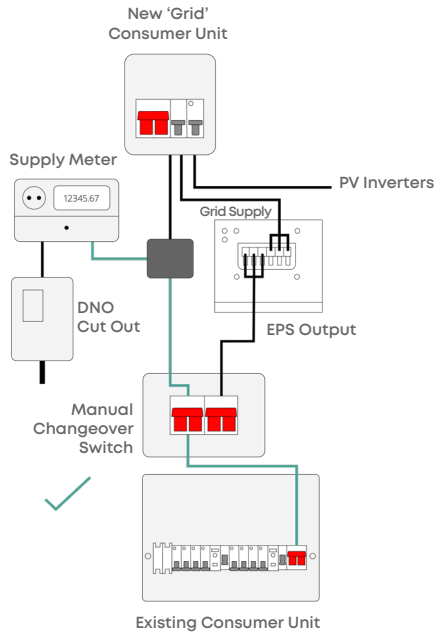 New ‘Grid’
Consumer Unit
Supply Meter
12345.67
PV Inverters
Grid Supply
DNO
Cut Out
EPS Output
Manual
Changeover
Switch
Existing Consumer Unit